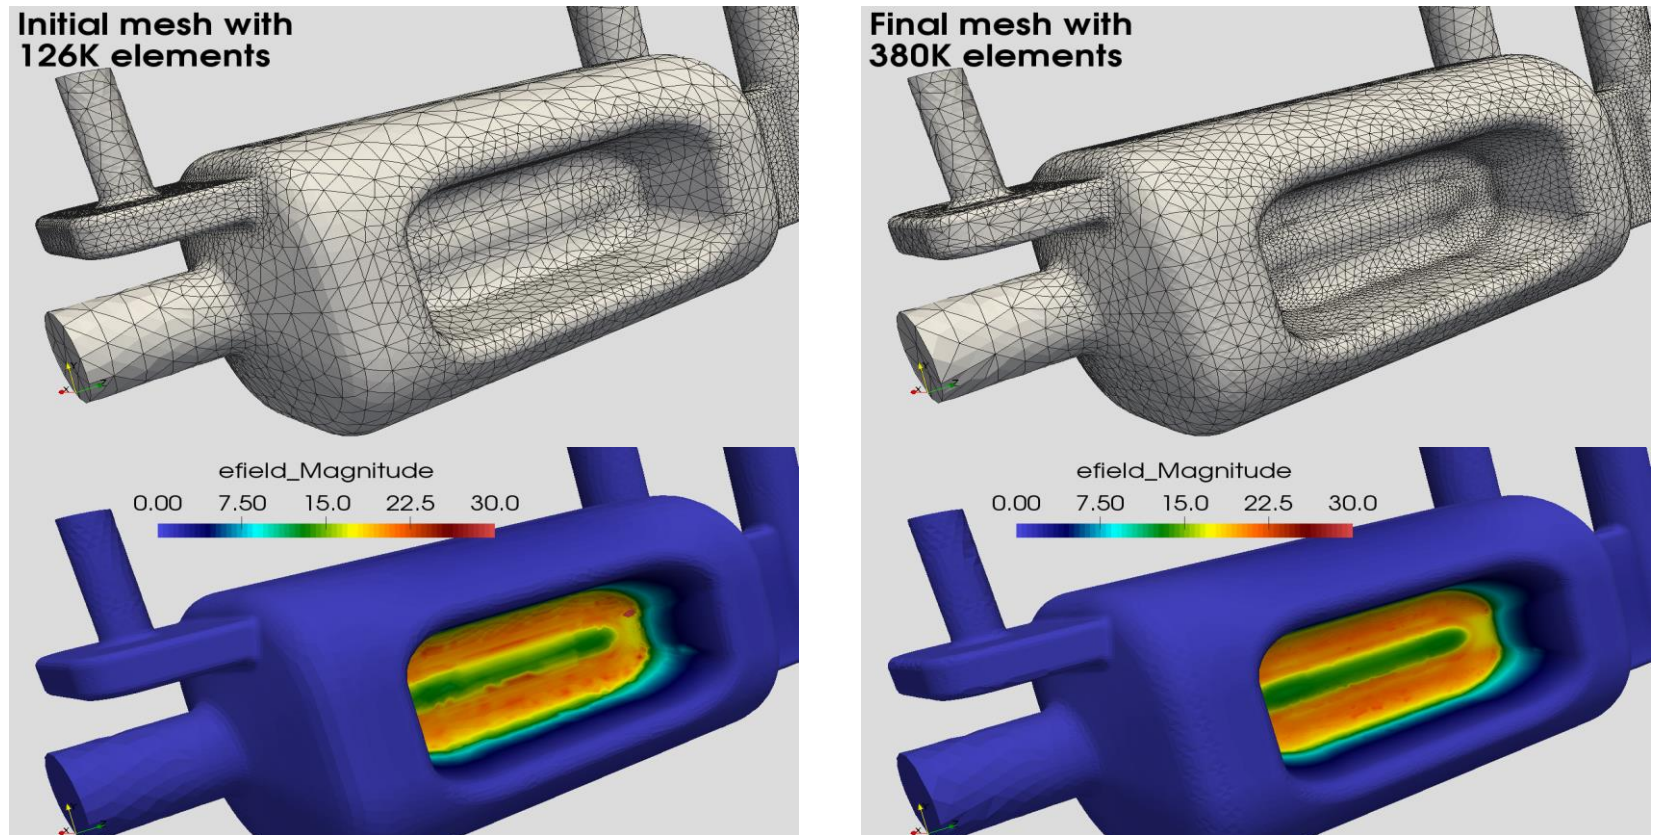 Initial mesh with
126K elements
Final mesh with
380K elements
efield_Magnitude
0.00 7.50 15.0 22.5 30.0
efield_Magnitude
0.00 7.50 15.0 22.5 30.0